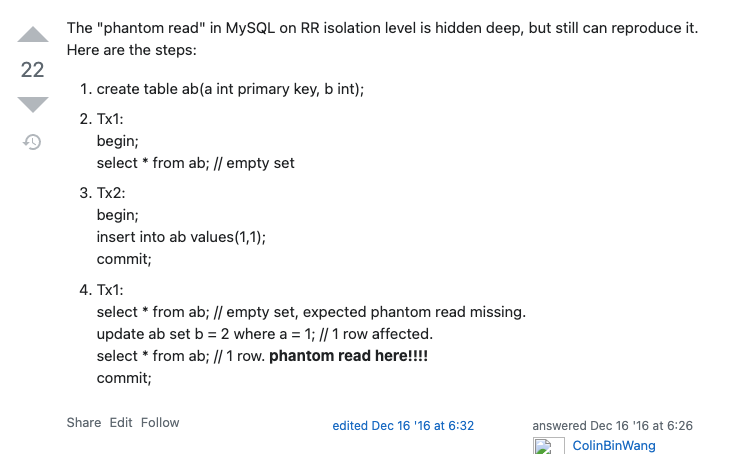 The "phantom read" in MySQL on RR isolation level is hidden deep, but still can reproduce it.
Here are the steps:
22
1. create table ab(a int primary key, b int);
2. Tx1:
begin;
select * from ab; // empty set
3. Tx2:
begin;
insert into ab values(1,1);
commit;
4. Tx1:
select * from ab; // empty set, expected phantom read missing.
update ab set b = 2 where a = 1; // 1 row affected.
select * from ab; // 1 row. phantom read here!!!!
commit;
Share Edit Follow
edited Dec 16 '16 at 6:32
answered Dec 16 '16 at 6:26
ColinBinWang